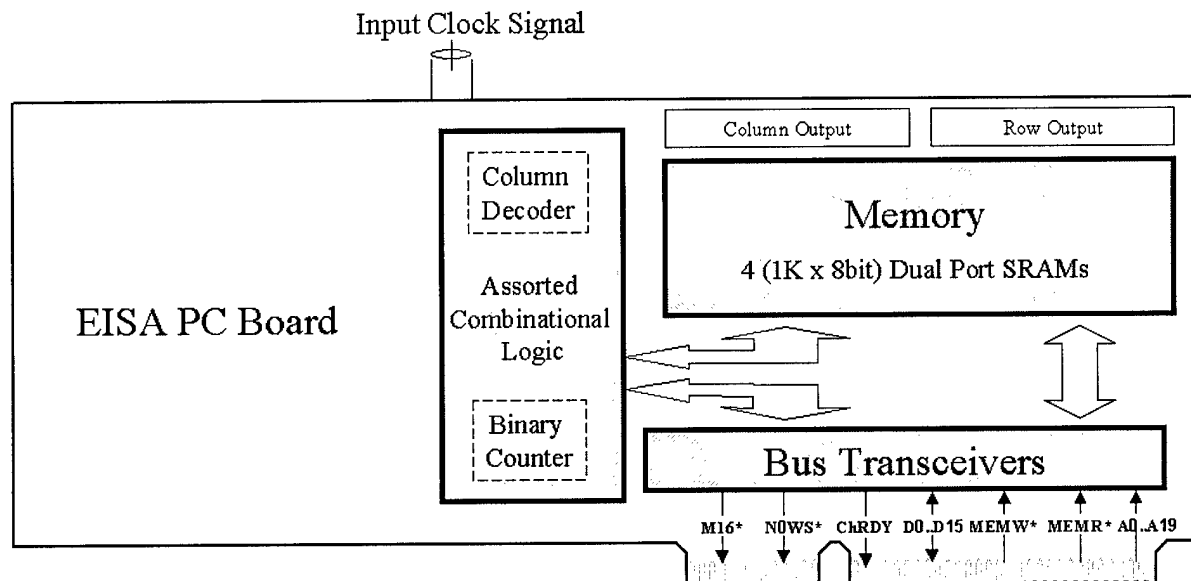 Input Clock Signal
Column Output
Row Output
Column
Decoder
Memory
4 (1K x 8bit) Dual Port SRAMs
EISA PC Board
Assorted
Combinational
Logic
Binary
Counter
Bus Transceivers
M16* N0WS* ChRDY D0..D15 MEMW* MEMR* A0..A19